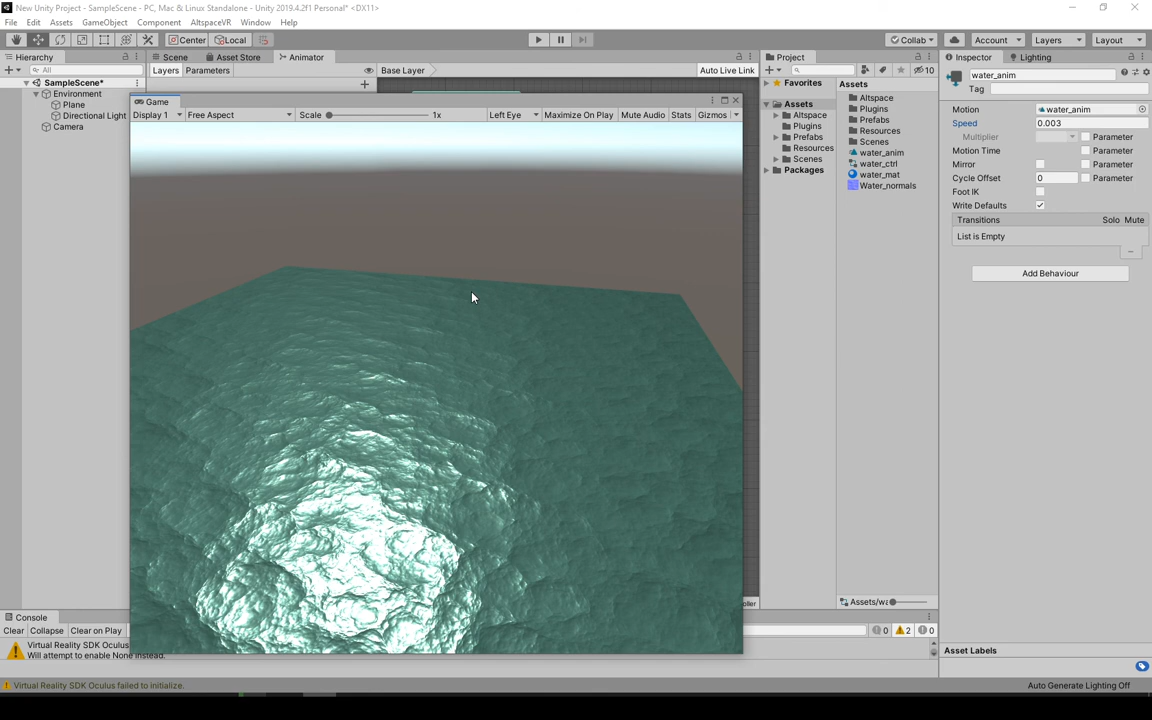 New Unity Project - SampleScene - PC, Mac & Linux Standalone - Unity 2019.4.2f1 Personal* <DX11>
File Edit Assets GameObject Component AltspaceVR Window Help
Center Local Collab Account Layers Layout
Hierarchy Scene Asset Store Animator Project Inspector Lighting
All Layers Parameters Base Layer Auto Live Link 10 water_anim
SampleScene* Favorites Assets Tag
Environment Game Assets Altspace
Plane Display 1 Free Aspect Scale 1x Left Eye Maximize On Play Mute Audio Stats Gizmos Altspace Plugins Motion water_anim
Directional Light Plugins Prefabs Speed 0.003
Camera Prefabs Resources Multiplier Parameter
Resources Scenes Motion Time Parameter
Scenes water_anim Mirror Parameter
Packages water_ctrl Cycle Offset 0 Parameter
water_mat Foot IK
Water_normals Write Defaults
Transitions Solo Mute
List is Empty
Add Behaviour
Assets/wa
Console
Clear Collapse Clear on Play 0 2 0
Virtual Reality SDK Oculus
Will attempt to enable None instead.
Asset Labels
Virtual Reality SDK Oculus failed to initialize. Auto Generate Lighting Off